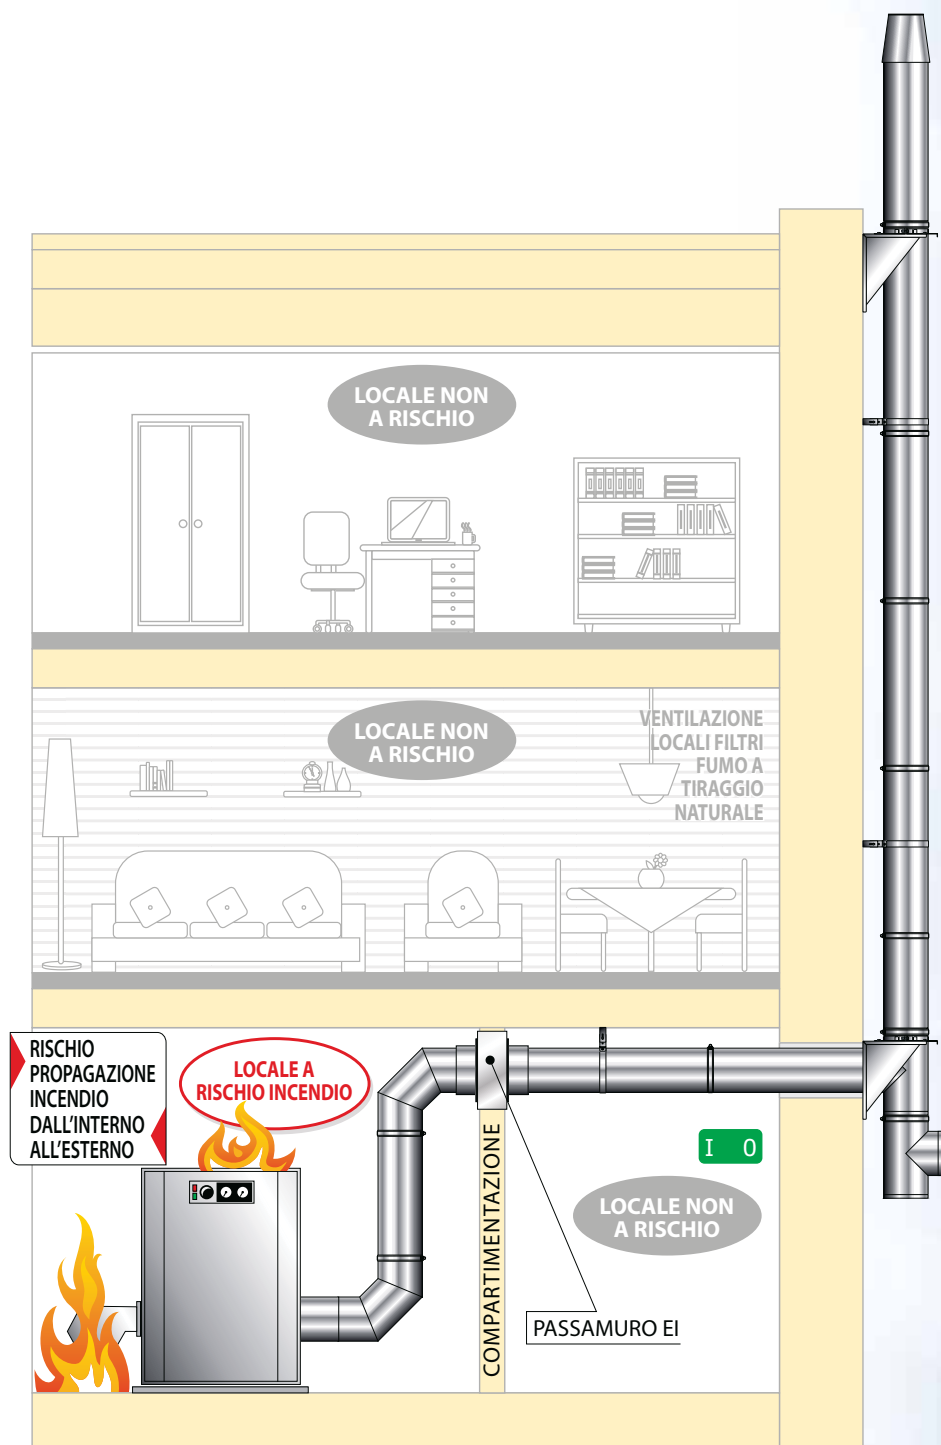 LOCALE NON
A RISCHIO
LOCALE NON
A RISCHIO
VENTILAZIONE
LOCALI FILTRI
FUMO A
TIRAGGIO
NATURALE
RISCHIO
PROPAGAZIONE
INCENDIO
DALL'INTERNO
ALL'ESTERNO
LOCALE A
RISCHIO INCENDIO
COMPARTIMENTAZIONE
I 0
LOCALE NON
A RISCHIO
PASSAMURO EI